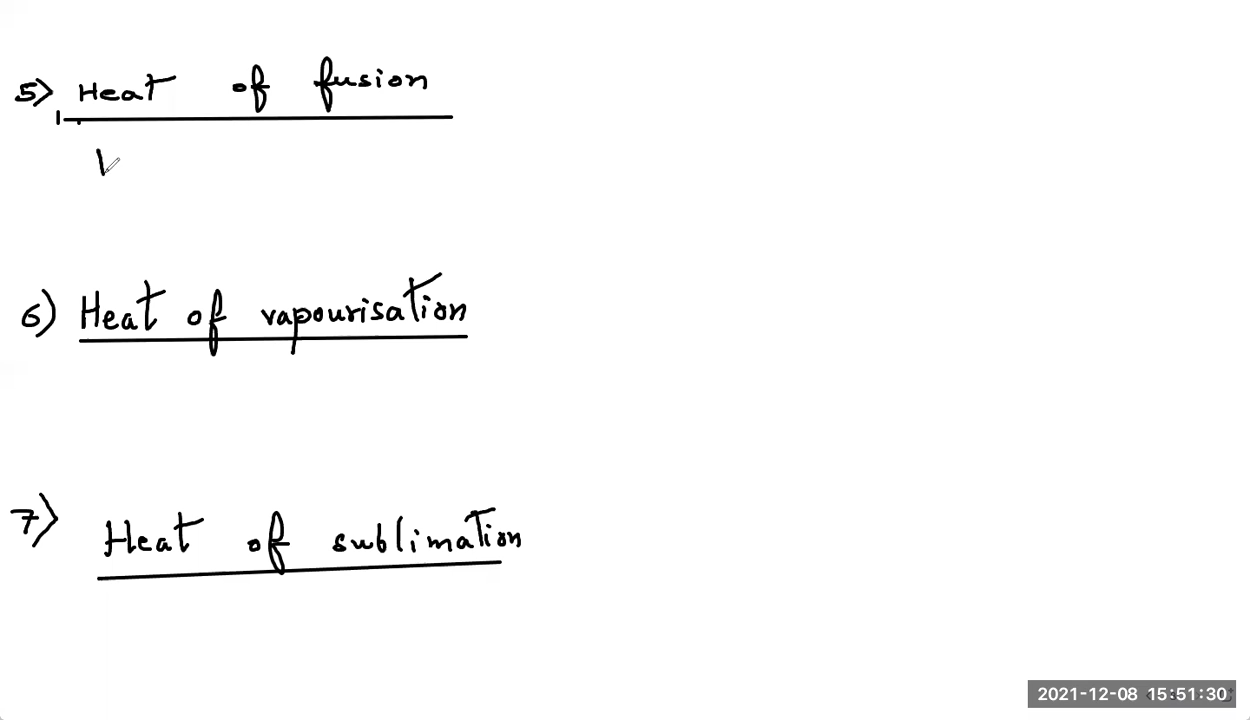 5) Heat of fusion
6) Heat of vapourisation
7) Heat of sublimation
2021-12-08 15:51:30